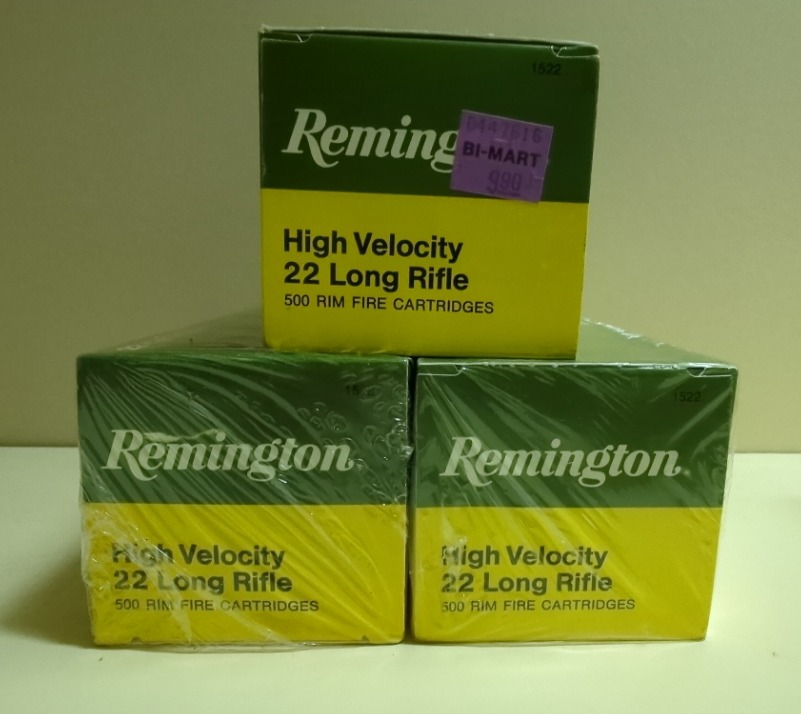 1522
Reming
BI-MART
990
High Velocity
22 Long Rifle
500 RIM FIRE CARTRIDGES
Remington
High Velocity
22 Long Rifle
500 RIM FIRE CARTRIDGES
1522
Remington
High Velocity
22 Long Rifle
500 RIM FIRE CARTRIDGES